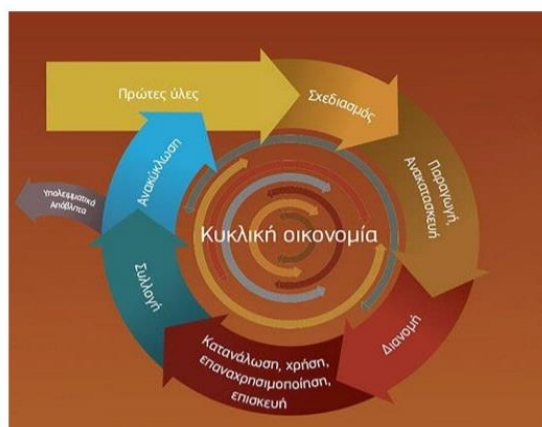 Πρώτες ύλες
Σχεδιασμός
Παραγωγή,
Ανακατασκευή
Διανομή
Κατανάλωση, χρήση,
επαναχρησιμοποίηση,
επισκευή
Συλλογή
Ανακύκλωση
Υπολειμματικά
Απόβλητα
Κυκλική οικονομία